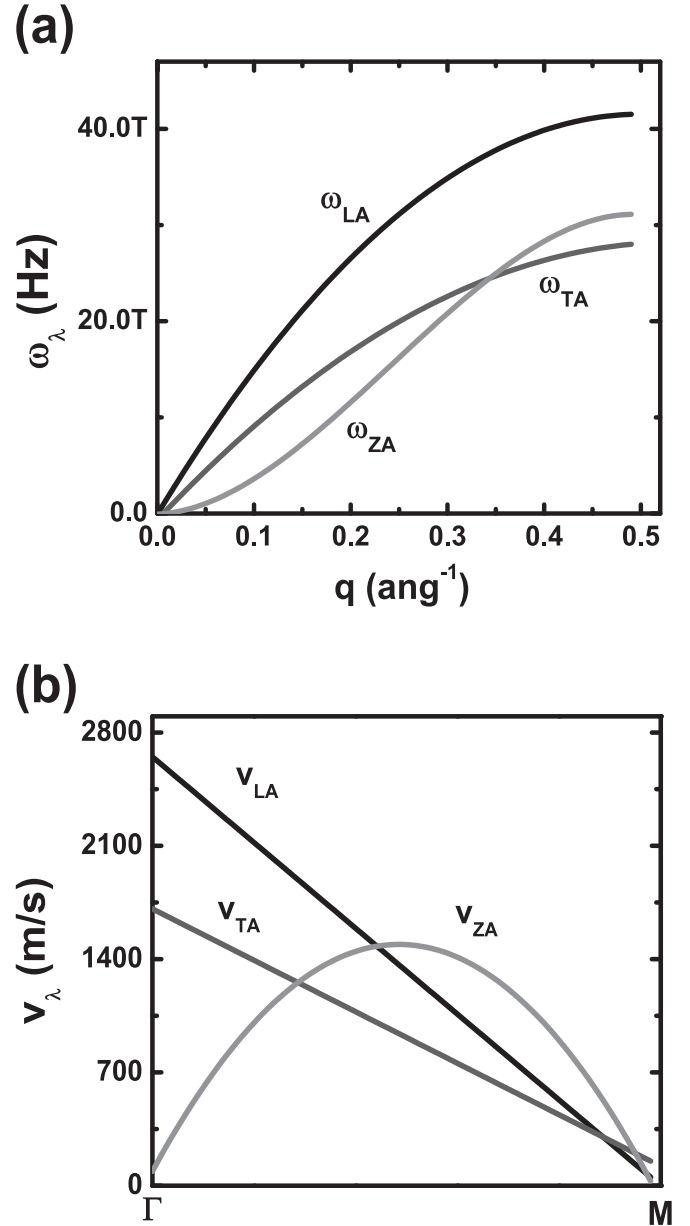 (a)
40.0T
ω_LA
ω_λ (Hz)
20.0T
ω_TA
ω_ZA
0.0
0.0 0.1 0.2 0.3 0.4 0.5
q (ang⁻¹)
(b)
2800
v_LA
2100
v_TA v_ZA
v_λ (m/s)
1400
700
0
Γ M